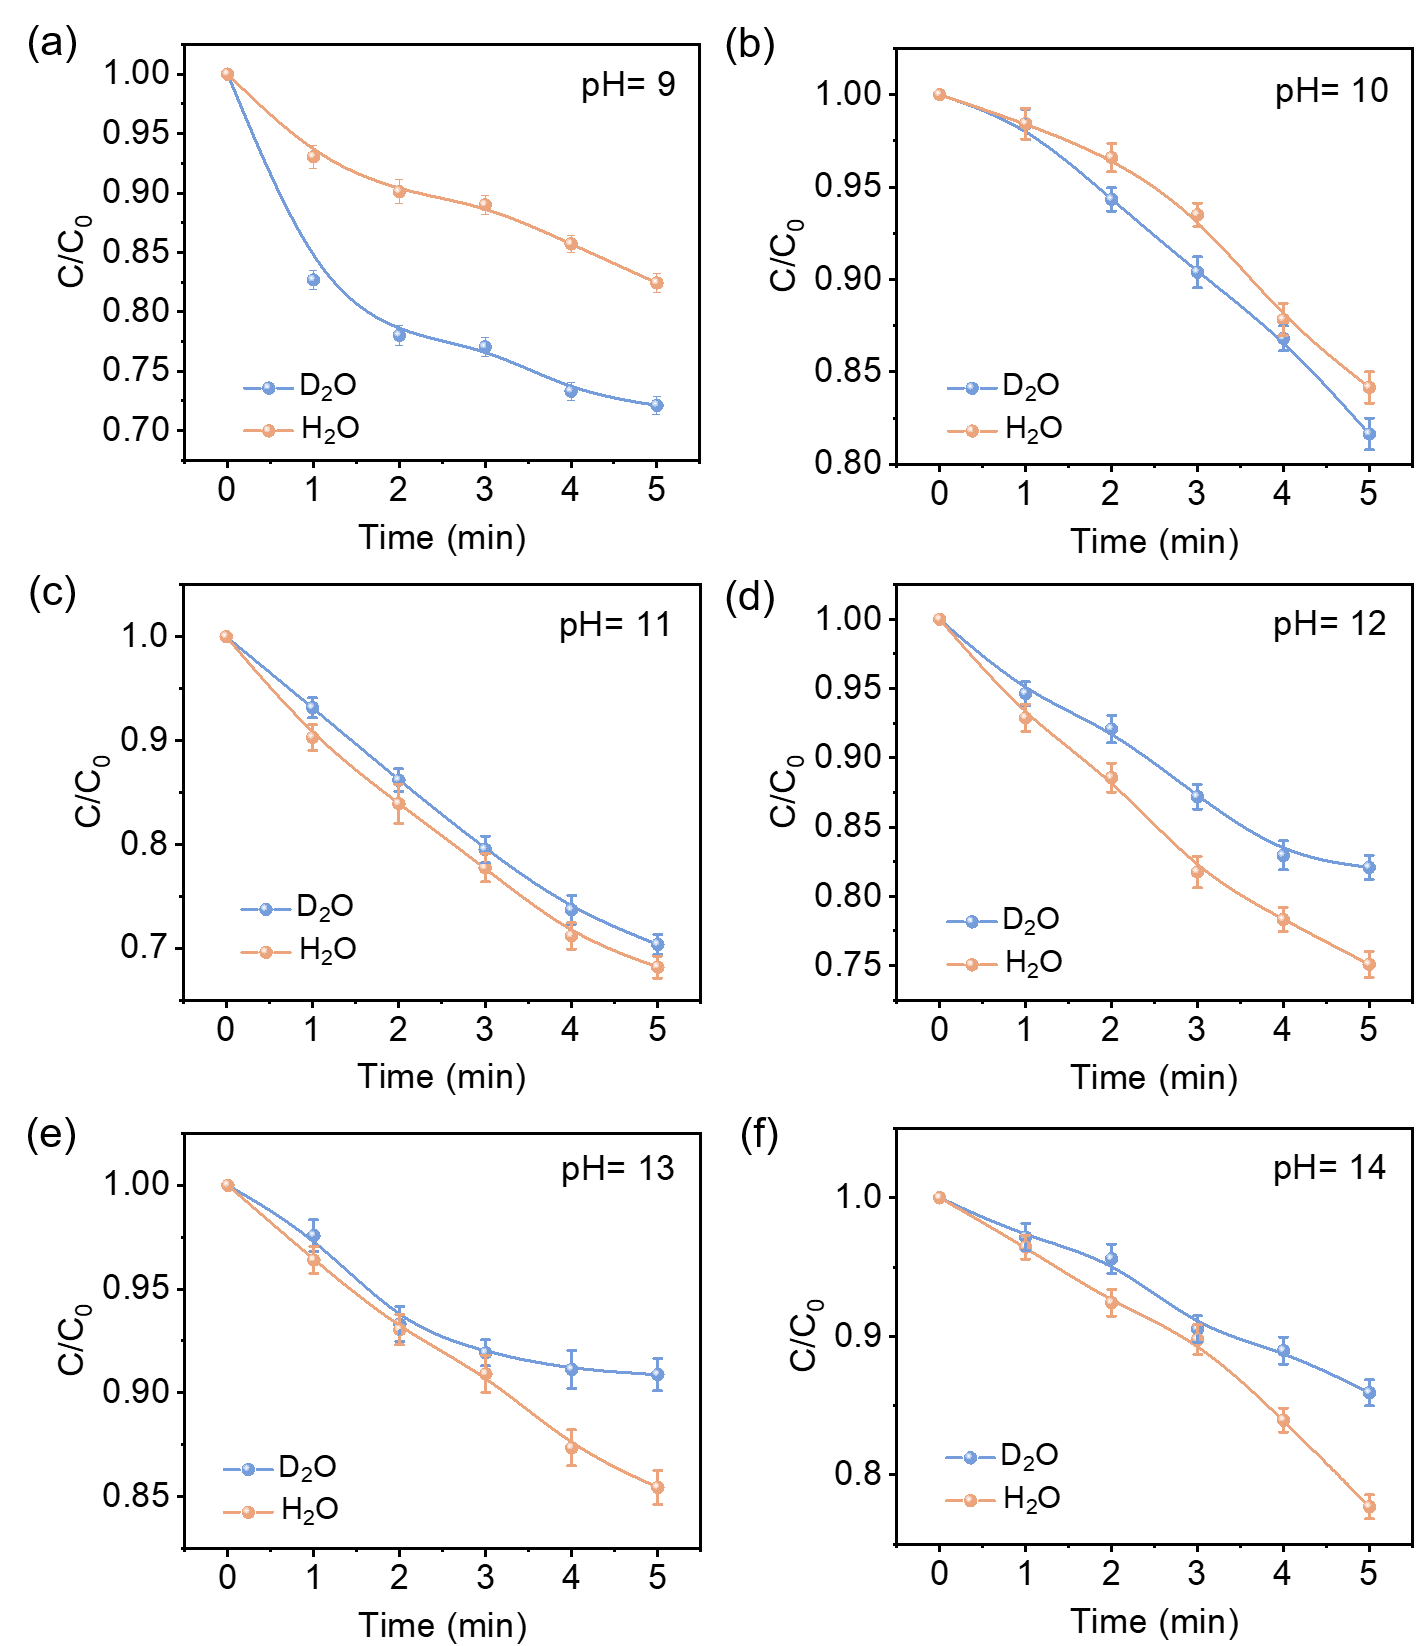 (a)
pH= 9
1.00
0.95
0.90
0.85
0.80
0.75
0.70
C/C0
D2O
H2O
0 1 2 3 4 5
Time (min)
(b)
pH= 10
1.00
0.95
0.90
0.85
0.80
C/C0
D2O
H2O
0 1 2 3 4 5
Time (min)
(c)
pH= 11
1.0
0.9
0.8
0.7
C/C0
D2O
H2O
0 1 2 3 4 5
Time (min)
(d)
pH= 12
1.00
0.95
0.90
0.85
0.80
0.75
C/C0
D2O
H2O
0 1 2 3 4 5
Time (min)
(e)
pH= 13
1.00
0.95
0.90
0.85
C/C0
D2O
H2O
0 1 2 3 4 5
Time (min)
(f)
pH= 14
1.0
0.9
0.8
C/C0
D2O
H2O
0 1 2 3 4 5
Time (min)